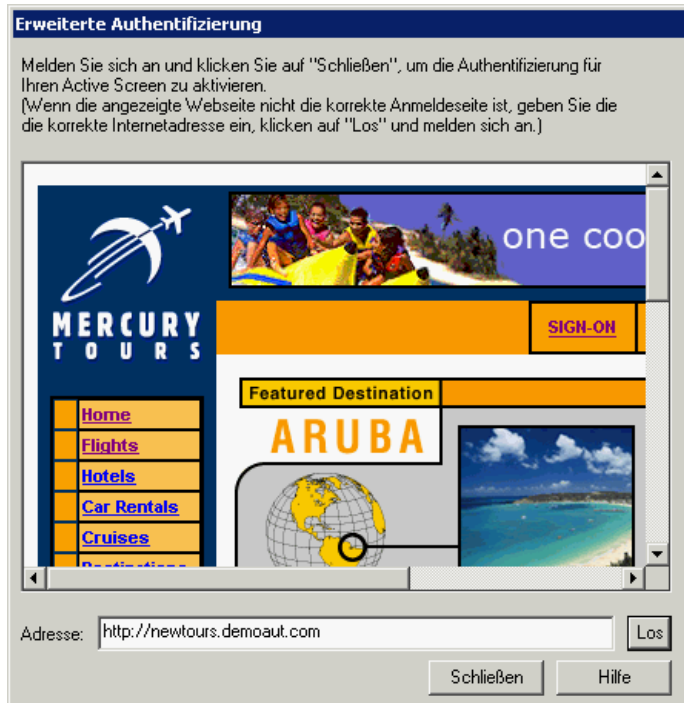 Erweiterte Authentifizierung
Melden Sie sich an und klicken Sie auf "Schließen", um die Authentifizierung für
Ihren Active Screen zu aktivieren.
(Wenn die angezeigte Webseite nicht die korrekte Anmeldeseite ist, geben Sie die
die korrekte Internetadresse ein, klicken auf "Los" und melden sich an.)
one coo
MERCURY
TOURS
SIGN-ON
Featured Destination
ARUBA
Home
Flights
Hotels
Car Rentals
Cruises
Adresse:
http://newtours.demoaut.com
Los
Schließen
Hilfe